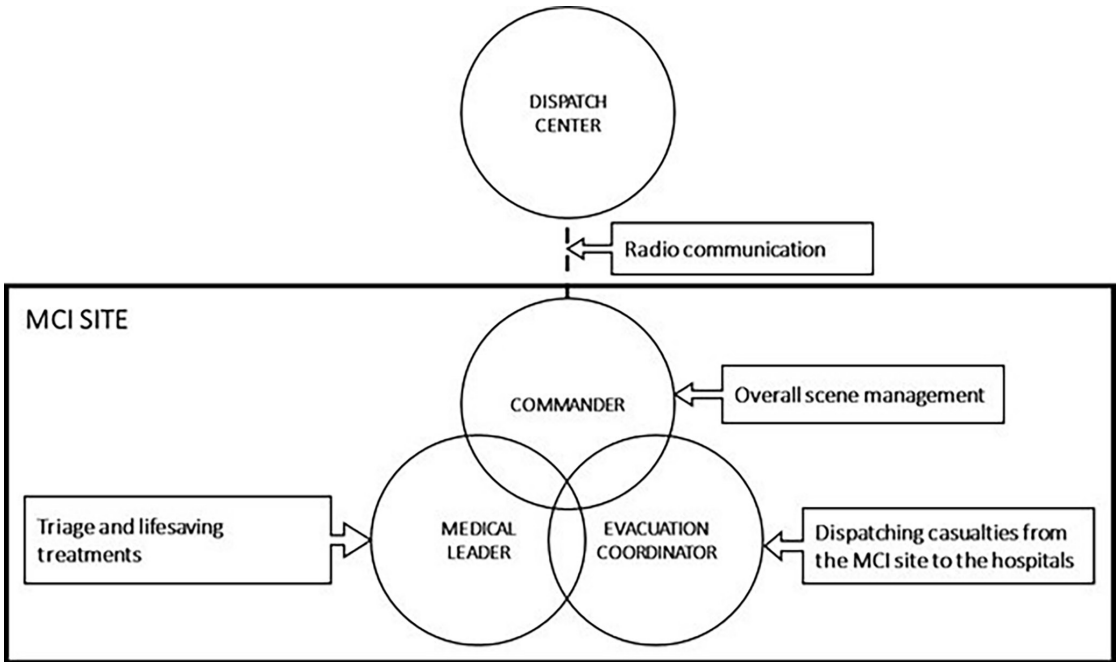 DISPATCH
CENTER
Radio communication
MCI SITE
COMMANDER
Overall scene management
Triage and lifesaving
treatments
MEDICAL
LEADER
EVACUATION
COORDINATOR
Dispatching casualties from
the MCI site to the hospitals